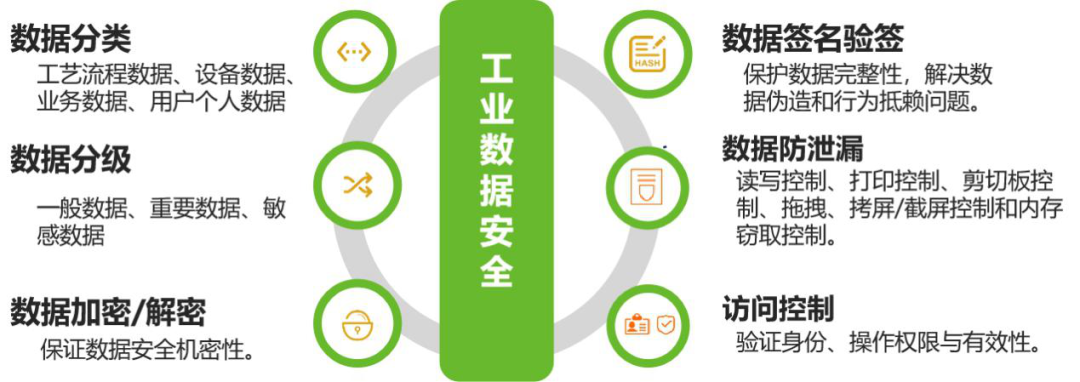 数据分类
工艺流程数据、设备数据、
业务数据、用户个人数据
数据分级
一般数据、重要数据、敏
感数据
数据加密/解密
保证数据安全机密性。
工业数据安全
数据签名验签
保护数据完整性，解决数
据伪造和行为抵赖问题。
HASH
数据防泄漏
读写控制、打印控制、剪切板控
制、拖拽、拷屏/截屏控制和内存
窃取控制。
访问控制
验证身份、操作权限与有效性。